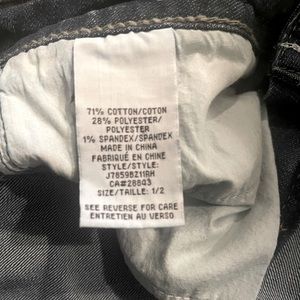 71% COTTON/COTON
28% POLYESTER/
POLYESTER
1% SPANDEX/SPANDEX
MADE IN CHINA
FABRIQUÉ EN CHINE
STYLE/STYLE:
J7859BZ11RH
CA#28843
SIZE/TAILLE: 1/2
SEE REVERSE FOR CARE
ENTRETIEN AU VERSO